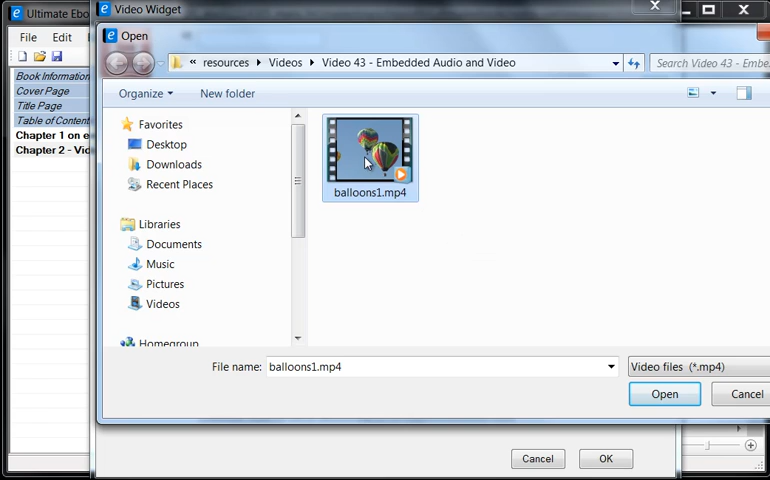 Ultimate Ebo
Video Widget
File Edit
Open
« resources Videos Video 43 - Embedded Audio and Video
Search Video 43 - Embe
Organize New folder
Book Information
Cover Page
Title Page
Table of Content
Chapter 1 on e
Chapter 2 - Vid
Favorites
Desktop
Downloads
Recent Places
Libraries
Documents
Music
Pictures
Videos
Homegroup
balloons1.mp4
File name: balloons1.mp4
Video files (*.mp4)
Open Cancel
Cancel OK